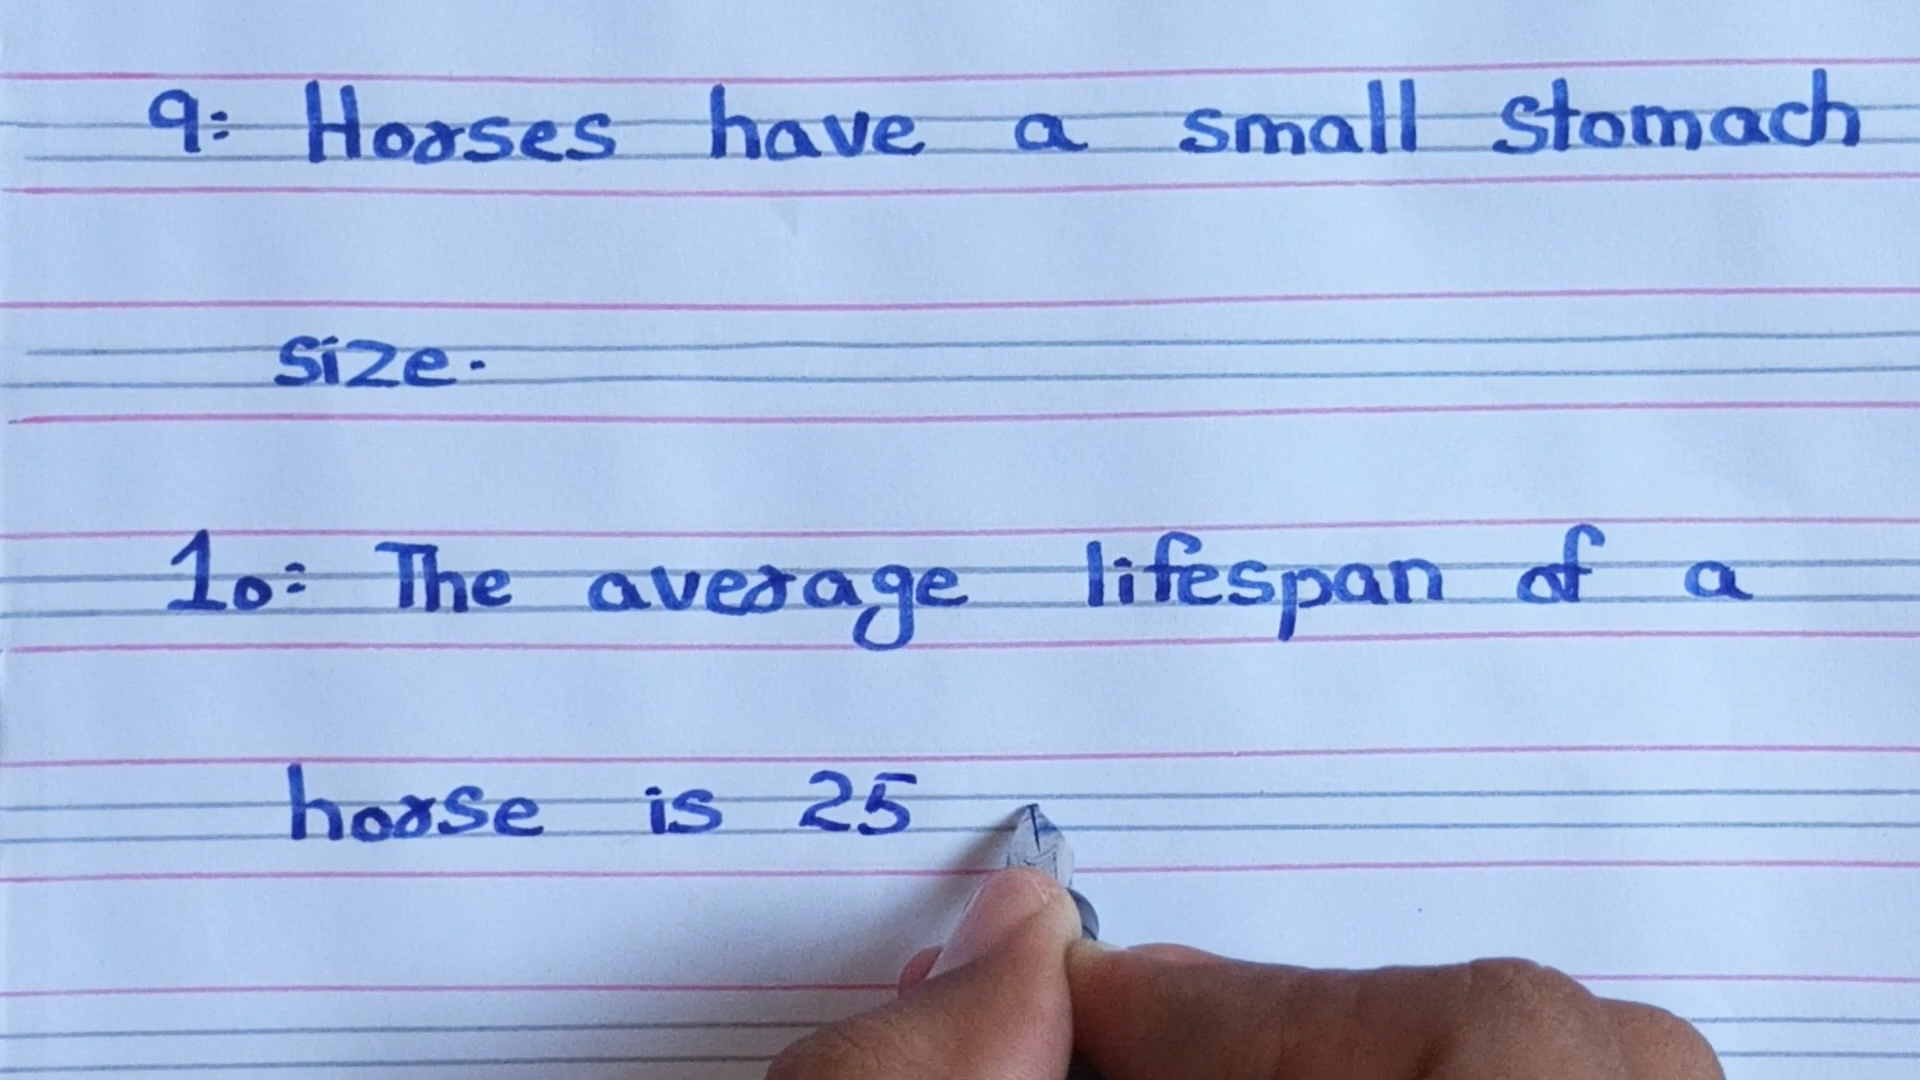 9: Horses have a small stomach
size.
10: The average lifespan of a
horse is 25